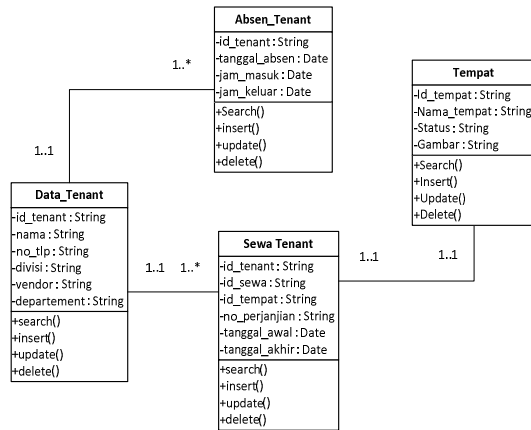 Absen_Tenant
-id_tenant : String
-tanggal_absen : Date
-jam_masuk : Date
-jam_keluar : Date
+Search()
+insert()
+update()
+delete()
1..*
1..1
Tempat
-Id_tempat : String
-Nama_tempat : String
-Status : String
-Gambar : String
+Search()
+Insert()
+Update()
+Delete()
Data_Tenant
-id_tenant : String
-nama : String
-no_tlp : String
-divisi : String
-vendor : String
-departement : String
+search()
+insert()
+update()
+delete()
1..1 1..*
Sewa Tenant
-id_tenant : String
-id_sewa : String
-id_tempat : String
-no_perjanjian : String
-tanggal_awal : Date
-tanggal_akhir : Date
+search()
+insert()
+update()
+delete()
1..1
1..1